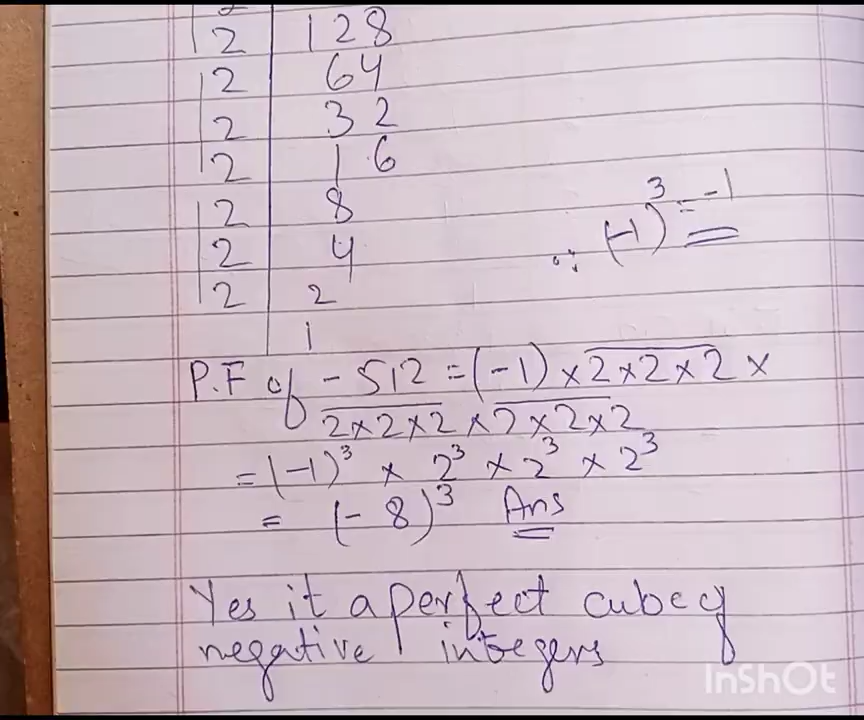 2 128
2 64
2 32
2 16
2 8
2 4
2 2
1
∴ (-1)³ = -1
P.F of - 512 = (-1) × 2×2×2 ×
2×2×2 × 2×2×2
= (-1)³ × 2³ × 2³ × 2³
= (- 8)³ Ans
Yes it a perfect cube of
negative integers
InShOt